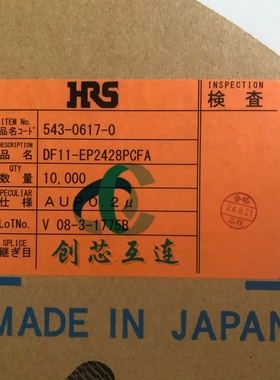 HRS
INSPECTION
検査
ITEM No.
品名コード
543-0617-0
DESCRIPTION
品名
DF11-EP2428PCFA
QUANTITY
数量
10,000
PECULIAR
仕様
AUP0.2μ
LotNo.
V 08-3-1775B
SPLICE
継ぎ目
创芯互连
MADE IN JAPAN